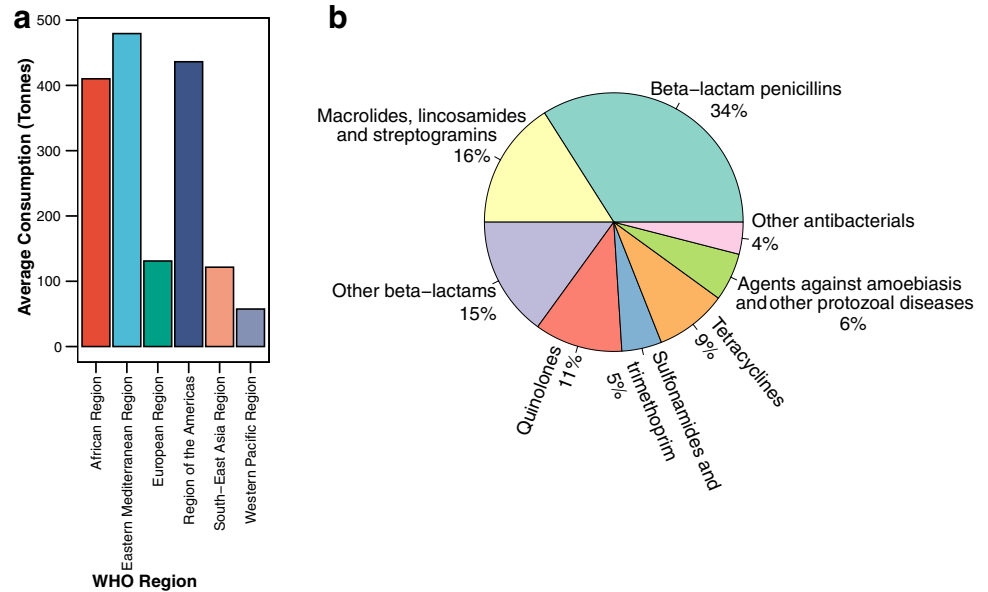 a
500
400
300
200
100
0
Average Consumption (Tonnes)
African Region
Eastern Mediterranean Region
European Region
Region of the Americas
South−East Asia Region
Western Pacific Region
WHO Region
b
Beta−lactam penicillins
34%
Macrolides, lincosamides
and streptogramins
16%
Other beta−lactams
15%
Quinolones
11%
Sulfonamides and
trimethoprim
5%
Tetracyclines
9%
Agents against amoebiasis
and other protozoal diseases
6%
Other antibacterials
4%